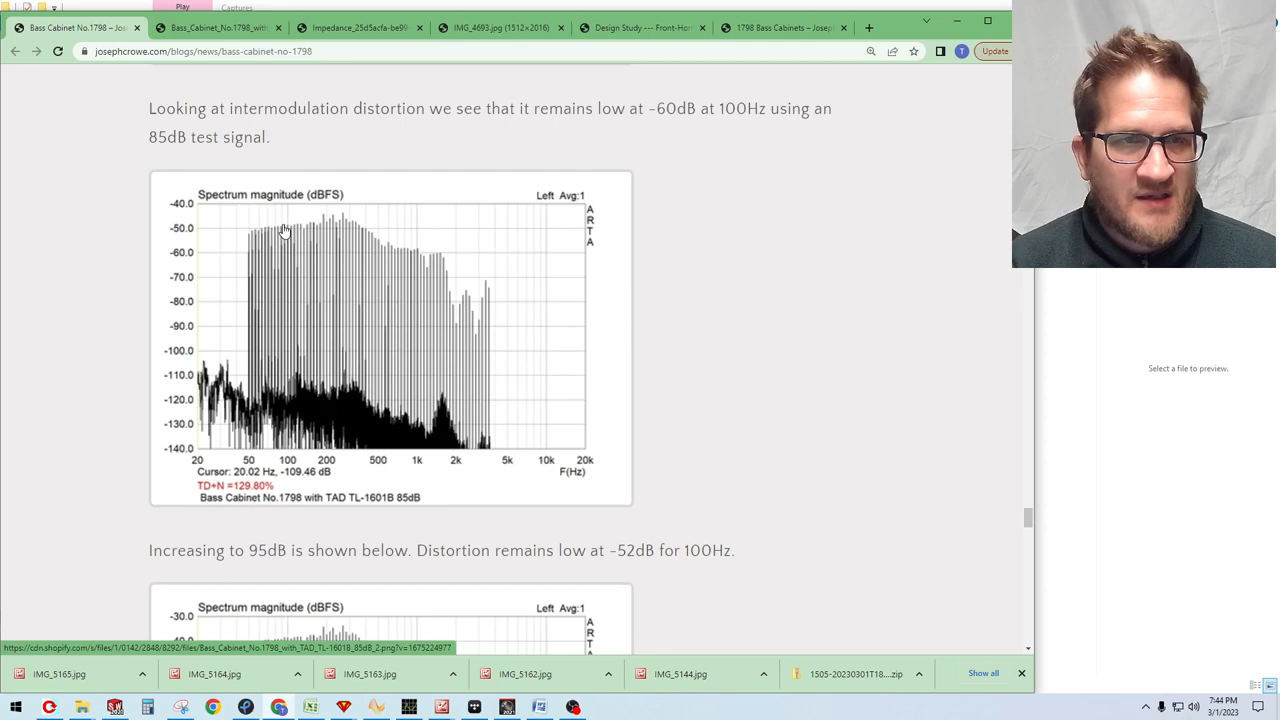 Play
Captures
Bass Cabinet No.1798 – Jos
Bass_Cabinet_No.1798_with
Impedance_25d5acfa-be99
IMG_4693.jpg (1512×2016)
Design Study --- Front-Hor
1798 Bass Cabinets – Joseph
josephcrowe.com/blogs/news/bass-cabinet-no-1798
T
Update
Looking at intermodulation distortion we see that it remains low at -60dB at 100Hz using an
85dB test signal.
Spectrum magnitude (dBFS)
Left Avg:1
-40.0
-50.0
-60.0
-70.0
-80.0
-90.0
-100.0
-110.0
-120.0
-130.0
-140.0
A
R
T
A
20 50 100 200 500 1k 2k 5k 10k 20k
Cursor: 20.02 Hz, -109.46 dB
F(Hz)
TD+N =129.80%
Bass Cabinet No.1798 with TAD TL-1601B 85dB
Select a file to preview.
Increasing to 95dB is shown below. Distortion remains low at -52dB for 100Hz.
Spectrum magnitude (dBFS)
Left Avg:1
-30.0
A
R
T
https://cdn.shopify.com/s/files/1/0142/2848/8292/files/Bass_Cabinet_No.1798_with_TAD_TL-1601B_85dB_2.png?v=1675224977
IMG_5165.jpg
IMG_5164.jpg
IMG_5163.jpg
IMG_5162.jpg
IMG_5144.jpg
1505-20230301T18....zip
Show all
7:44 PM
3/1/2023